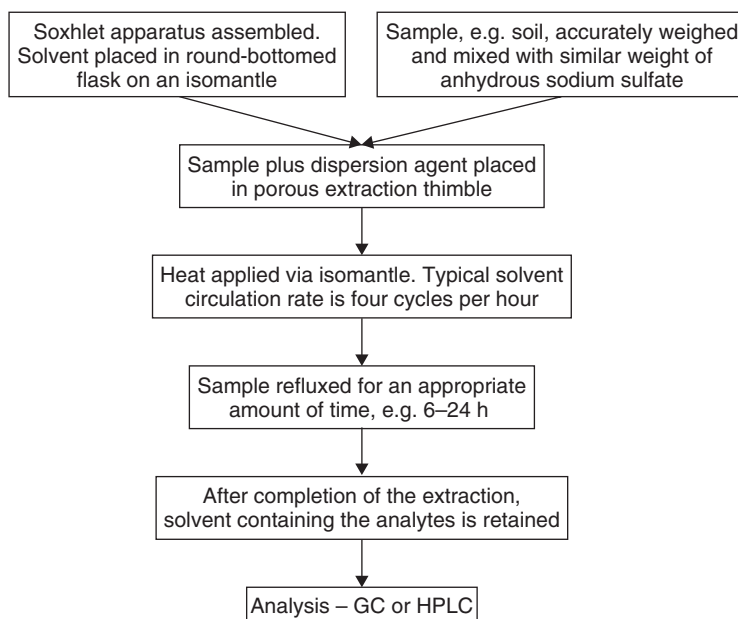 Soxhlet apparatus assembled.
Solvent placed in round-bottomed
flask on an isomantle
Sample, e.g. soil, accurately weighed
and mixed with similar weight of
anhydrous sodium sulfate
Sample plus dispersion agent placed
in porous extraction thimble
Heat applied via isomantle. Typical solvent
circulation rate is four cycles per hour
Sample refluxed for an appropriate
amount of time, e.g. 6–24 h
After completion of the extraction,
solvent containing the analytes is retained
Analysis – GC or HPLC